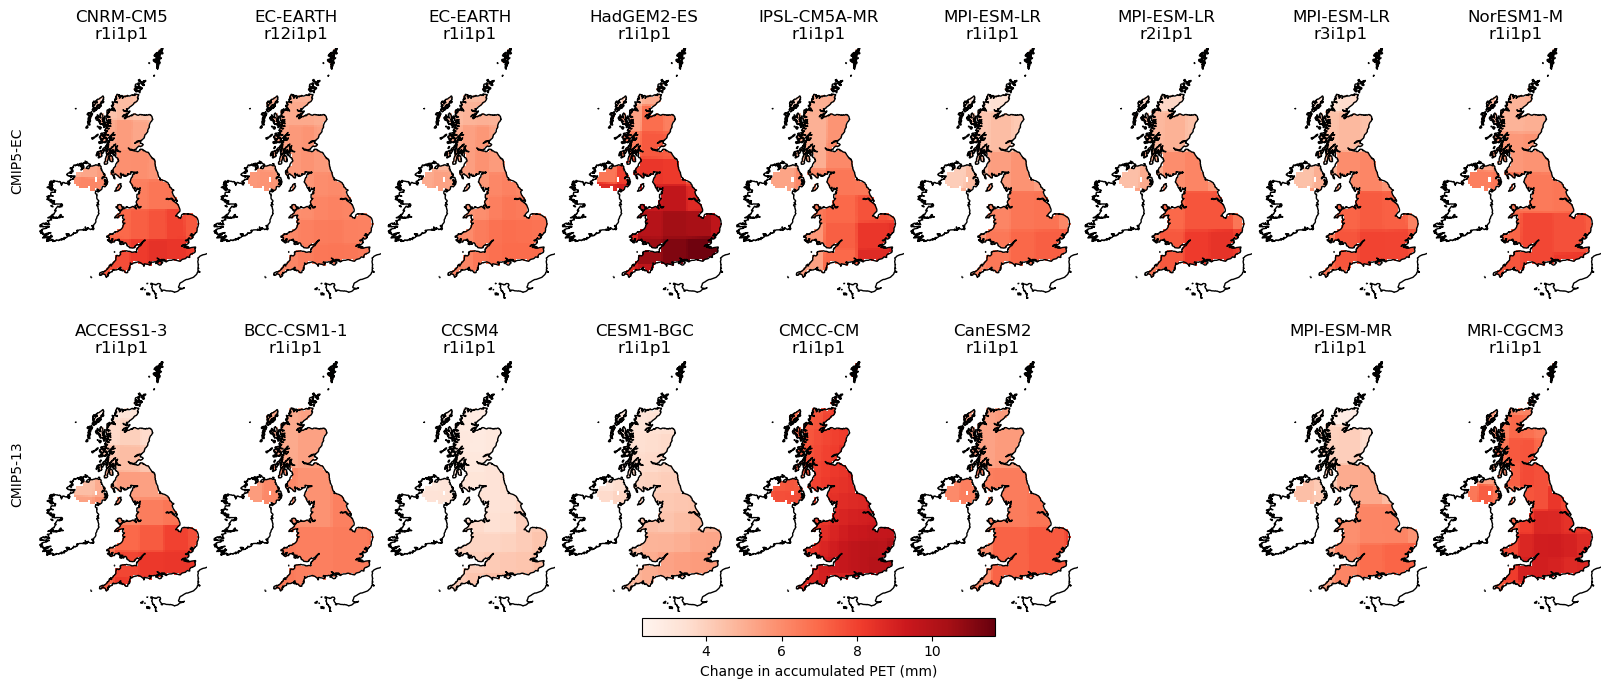 CNRM-CM5
r1i1p1
EC-EARTH
r12i1p1
EC-EARTH
r1i1p1
HadGEM2-ES
r1i1p1
IPSL-CM5A-MR
r1i1p1
MPI-ESM-LR
r1i1p1
MPI-ESM-LR
r2i1p1
MPI-ESM-LR
r3i1p1
NorESM1-M
r1i1p1
CMIP5-EC
ACCESS1-3
r1i1p1
BCC-CSM1-1
r1i1p1
CCSM4
r1i1p1
CESM1-BGC
r1i1p1
CMCC-CM
r1i1p1
CanESM2
r1i1p1
MPI-ESM-MR
r1i1p1
MRI-CGCM3
r1i1p1
CMIP5-13
4 6 8 10
Change in accumulated PET (mm)